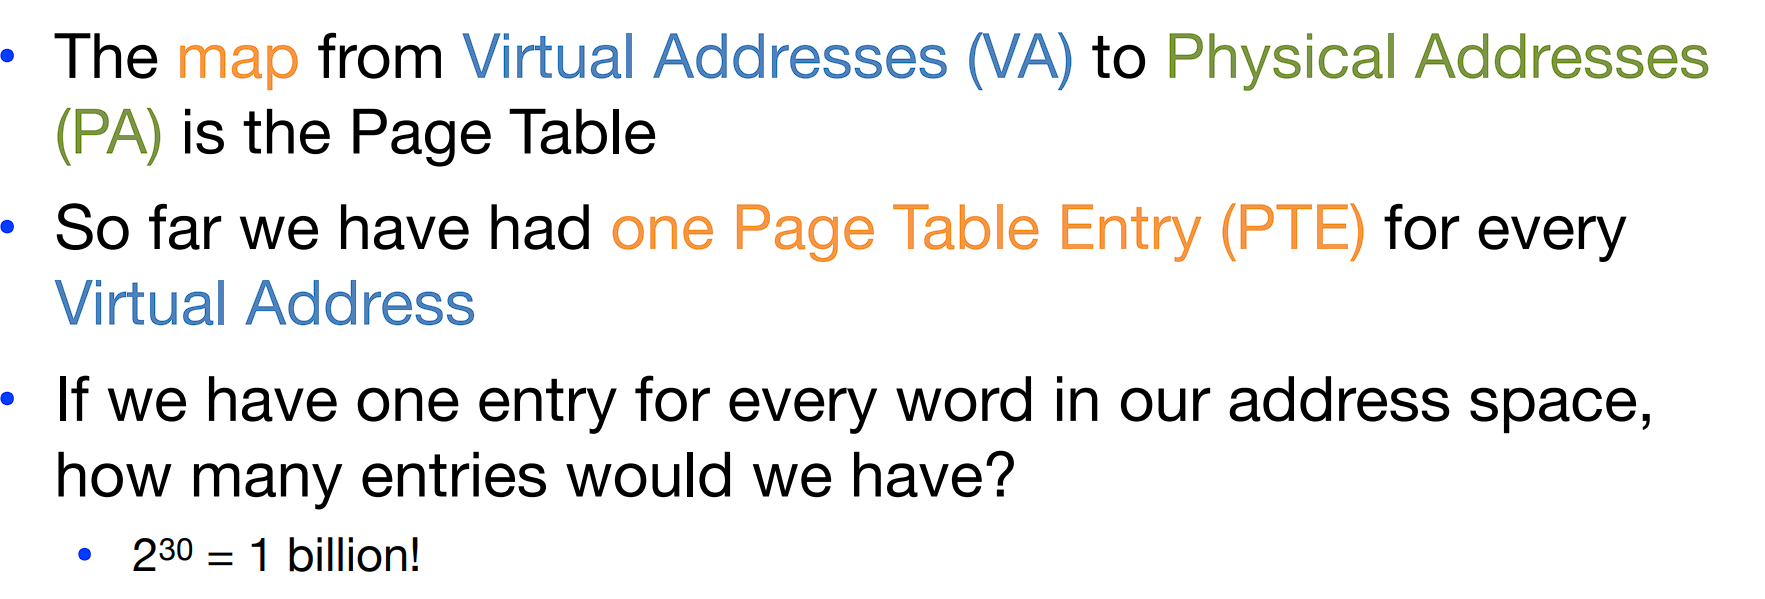 • The map from Virtual Addresses (VA) to Physical Addresses
(PA) is the Page Table
• So far we have had one Page Table Entry (PTE) for every
Virtual Address
• If we have one entry for every word in our address space,
how many entries would we have?
• 2³⁰ = 1 billion!